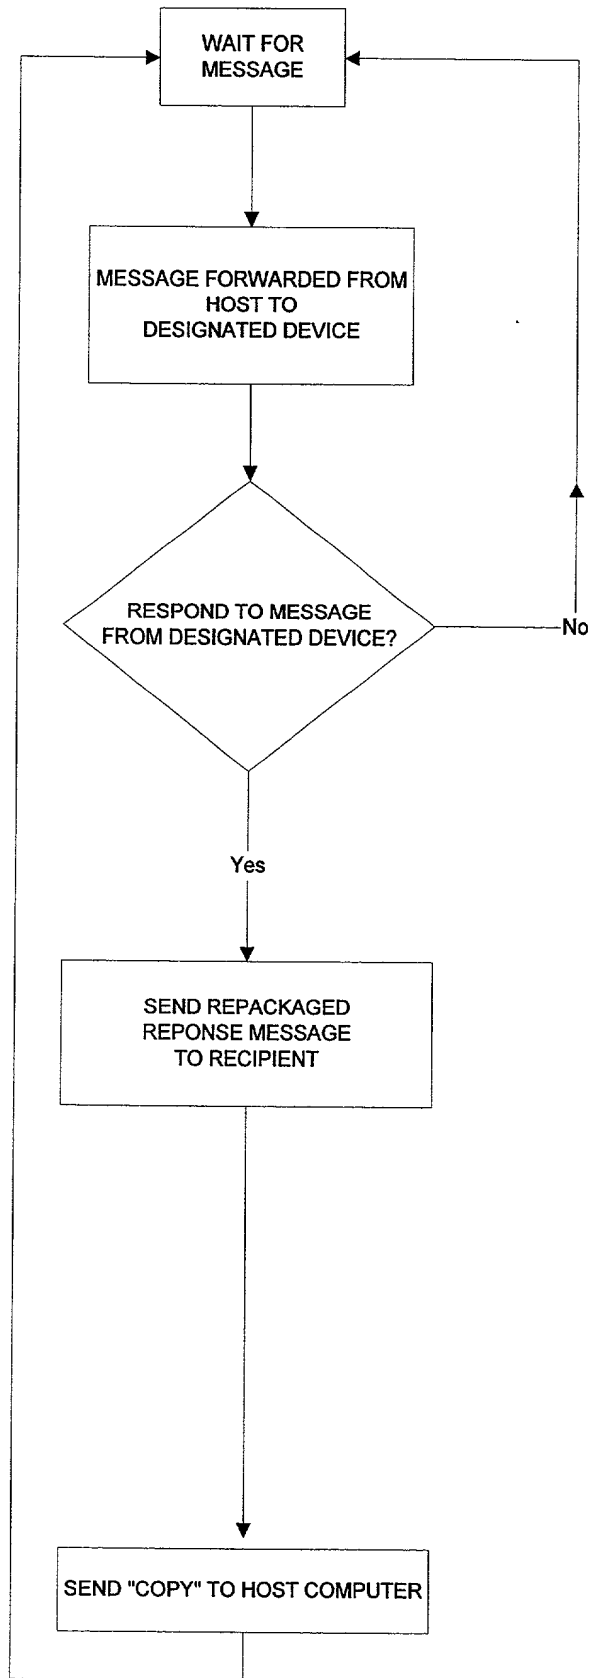 WAIT FOR
MESSAGE
MESSAGE FORWARDED FROM
HOST TO
DESIGNATED DEVICE
RESPOND TO MESSAGE
FROM DESIGNATED DEVICE?
No
Yes
SEND REPACKAGED
REPONSE MESSAGE
TO RECIPIENT
SEND "COPY" TO HOST COMPUTER